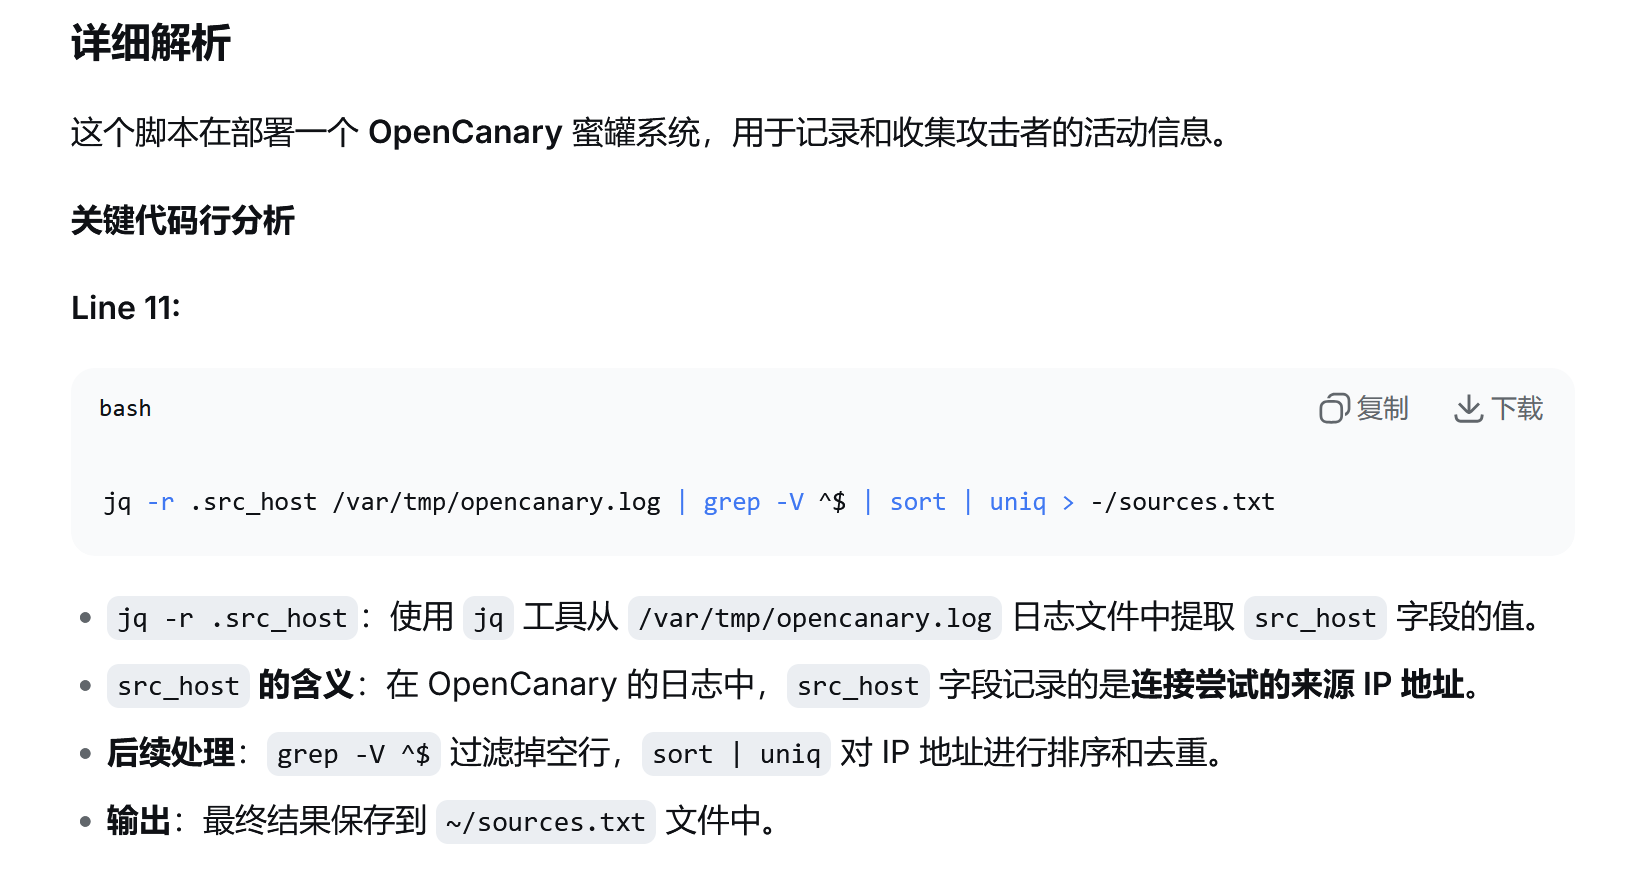 详细解析
这个脚本在部署一个 OpenCanary 蜜罐系统，用于记录和收集攻击者的活动信息。
关键代码行分析
Line 11:
bash 复制 下载
jq -r .src_host /var/tmp/opencanary.log | grep -V ^$ | sort | uniq > -/sources.txt
jq -r .src_host：使用 jq 工具从 /var/tmp/opencanary.log 日志文件中提取 src_host 字段的值。
src_host 的含义：在 OpenCanary 的日志中，src_host 字段记录的是连接尝试的来源 IP 地址。
后续处理：grep -V ^$ 过滤掉空行，sort | uniq 对 IP 地址进行排序和去重。
输出：最终结果保存到 ~/sources.txt 文件中。